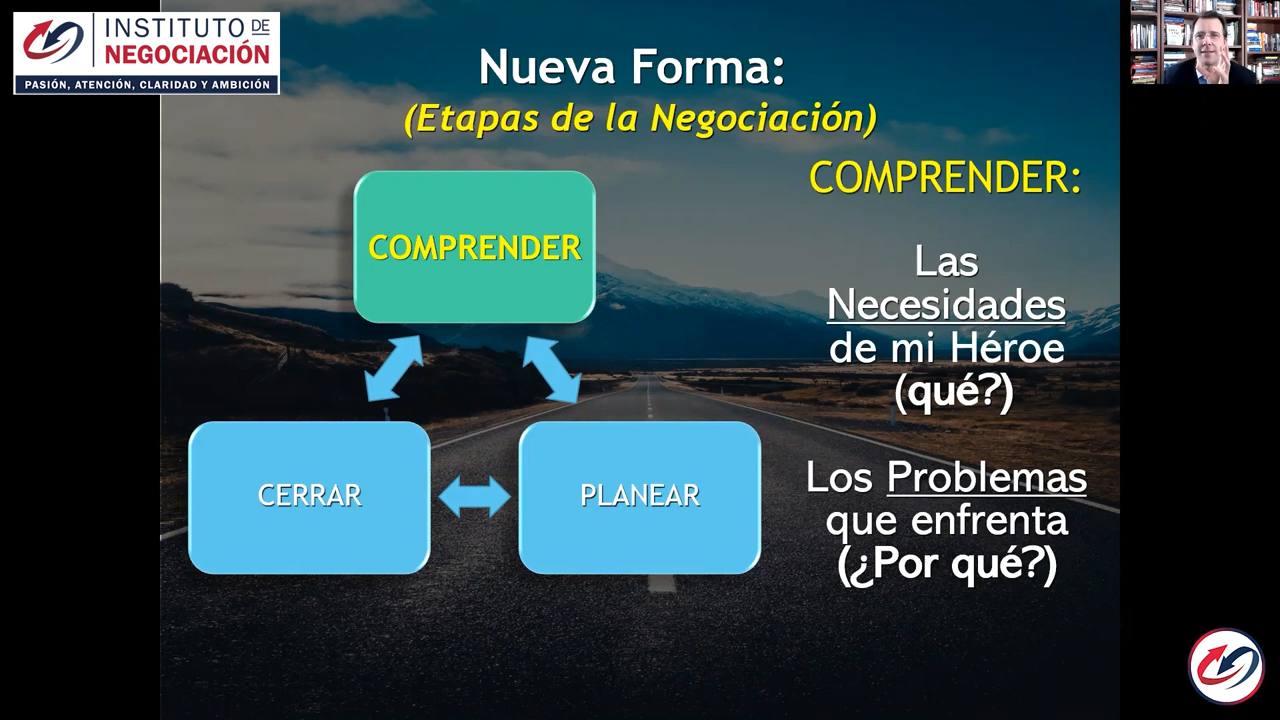 INSTITUTO DE
NEGOCIACIÓN
PASIÓN, ATENCIÓN, CLARIDAD Y AMBICIÓN
Nueva Forma:
(Etapas de la Negociación)
COMPRENDER
CERRAR
PLANEAR
COMPRENDER:
Las
Necesidades
de mi Héroe
(qué?)
Los Problemas
que enfrenta
(¿Por qué?)